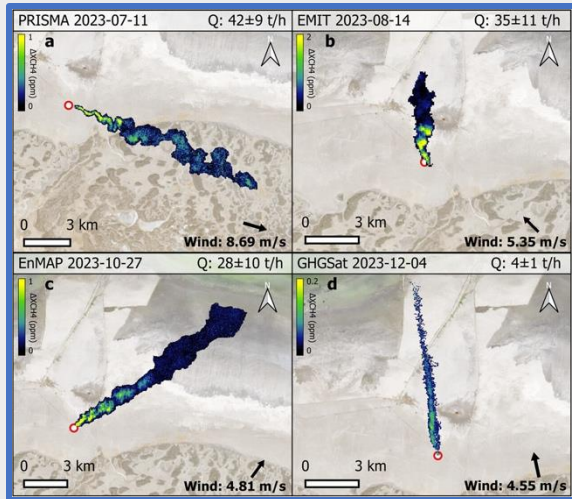 PRISMA 2023-07-11 Q: 42±9 t/h
a
1
ΔXCH4 (ppm)
0
0 3 km
Wind: 8.69 m/s
EMIT 2023-08-14 Q: 35±11 t/h
b
2
ΔXCH4 (ppm)
0
0 3 km
Wind: 5.35 m/s
EnMAP 2023-10-27 Q: 28±10 t/h
c
1
ΔXCH4 (ppm)
0
0 3 km
Wind: 4.81 m/s
GHGSat 2023-12-04 Q: 4±1 t/h
d
0.2
ΔXCH4 (ppm)
0
0 3 km
Wind: 4.55 m/s